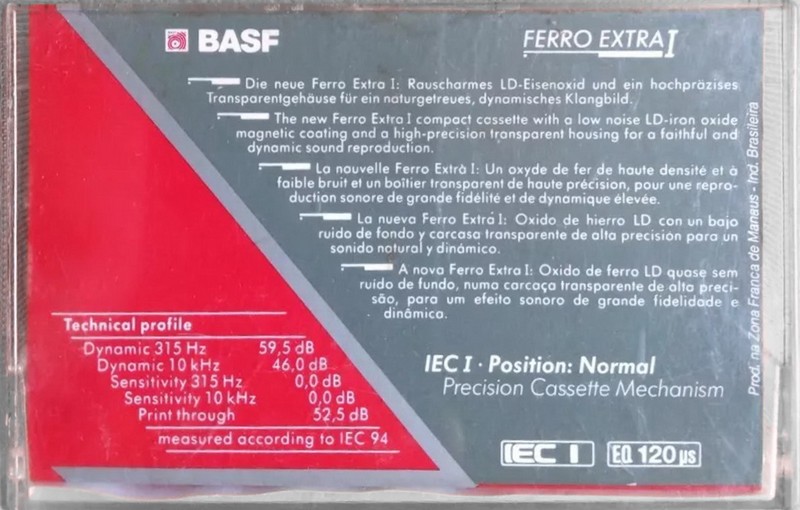 BASF
FERRO EXTRA I
Die neue Ferro Extra I: Rauscharmes LD-Eisenoxid und ein hochpräzises
Transparentgehäuse für ein naturgetreues, dynamisches Klangbild.
The new Ferro Extra I compact cassette with a low noise LD-iron oxide
magnetic coating and a high-precision transparent housing for a faithful and
dynamic sound reproduction.
La nouvelle Ferro Extrà I: Un oxyde de fer de haute densité et à
faible bruit et un boîtier transparent de haute précision, pour une repro-
duction sonore de grande fidélité et de dynamique élevée.
La nueva Ferro Extrá I: Oxido de hierro LD con un bajo
ruido de fondo y carcasa transparente de alta precisión para un
sonido natural y dinámico.
A nova Ferro Extra I: Oxido de ferro LD quase sem
ruído de fundo, numa carcaça transparente de alta preci-
são, para um efeito sonoro de grande fidelidade e
dinâmica.
Technical profile
Dynamic 315 Hz 59,5 dB
Dynamic 10 kHz 46,0 dB
Sensitivity 315 Hz 0,0 dB
Sensitivity 10 kHz 0,0 dB
Print through 52,5 dB
measured according to IEC 94
IEC I · Position: Normal
Precision Cassette Mechanism
IEC I
EQ 120 µs
Prod. na Zona Franca de Manaus - Ind. Brasileira